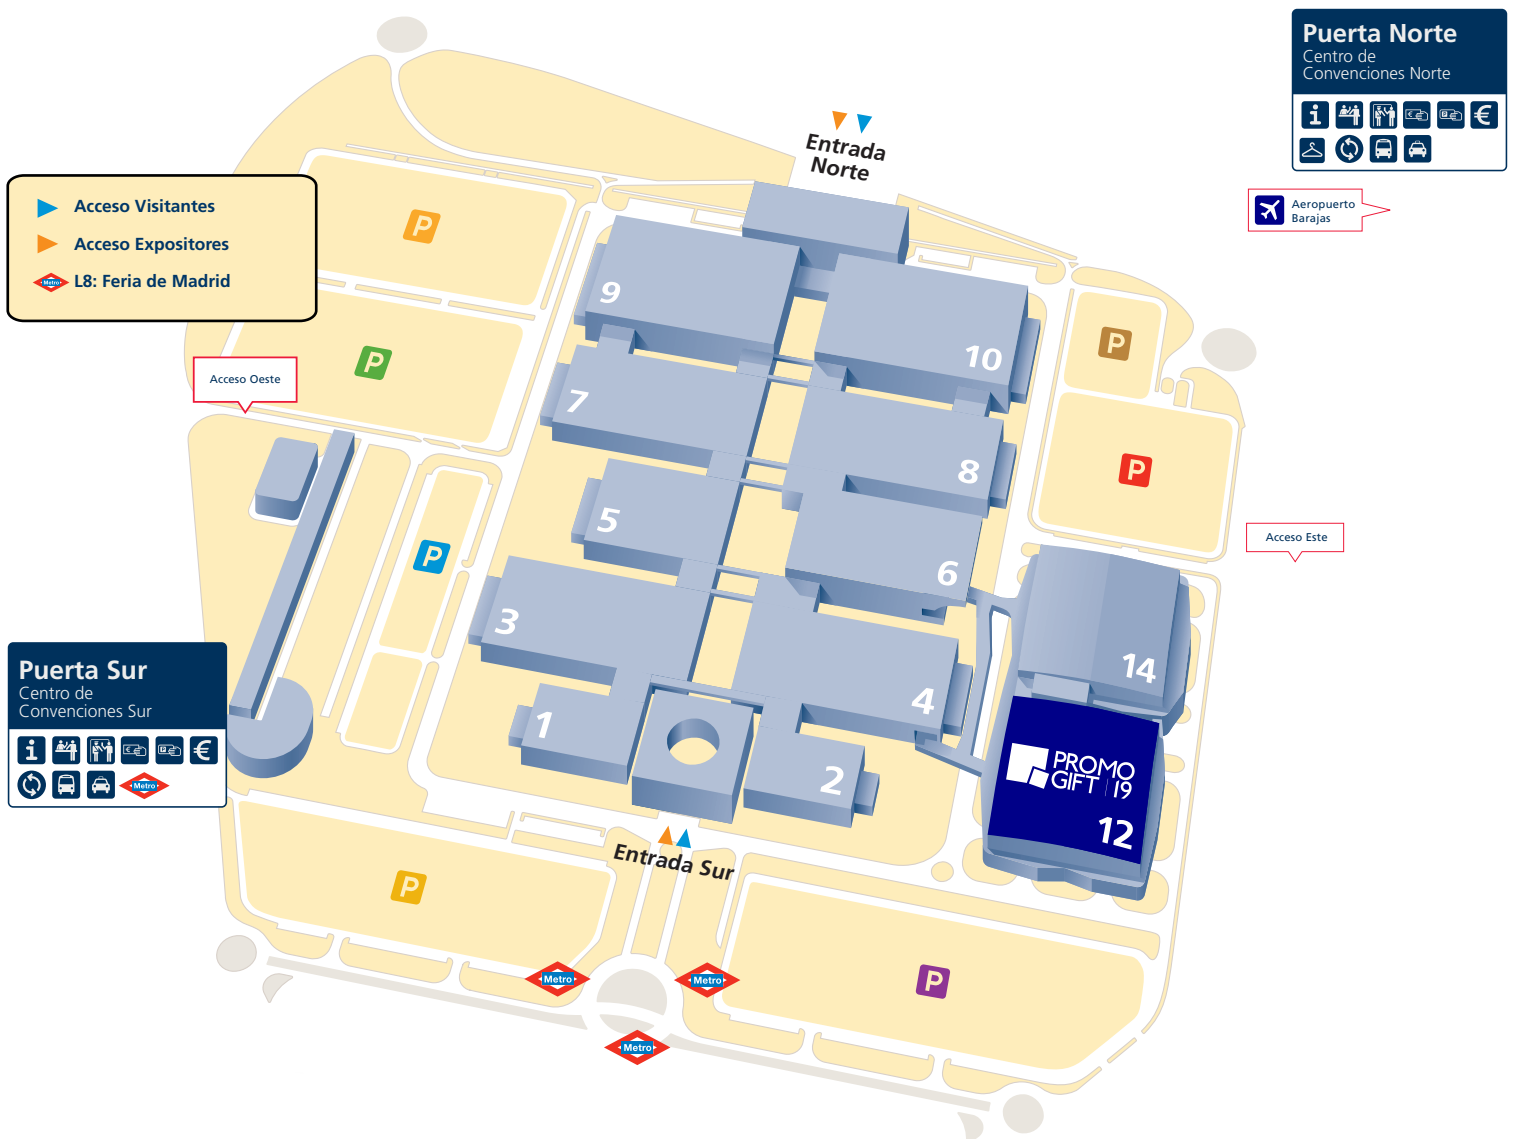 Puerta Norte
Centro de
Convenciones Norte
i
€
Entrada
Norte
Aeropuerto
Barajas
Acceso Visitantes
Acceso Expositores
Metro
L8: Feria de Madrid
Acceso Oeste
P
P
P
P
P
P
P
9
10
7
8
5
6
3
4
1
2
14
PROMO
GIFT 19
12
Acceso Este
Puerta Sur
Centro de
Convenciones Sur
i
€
Metro
Entrada Sur
Metro
Metro
Metro